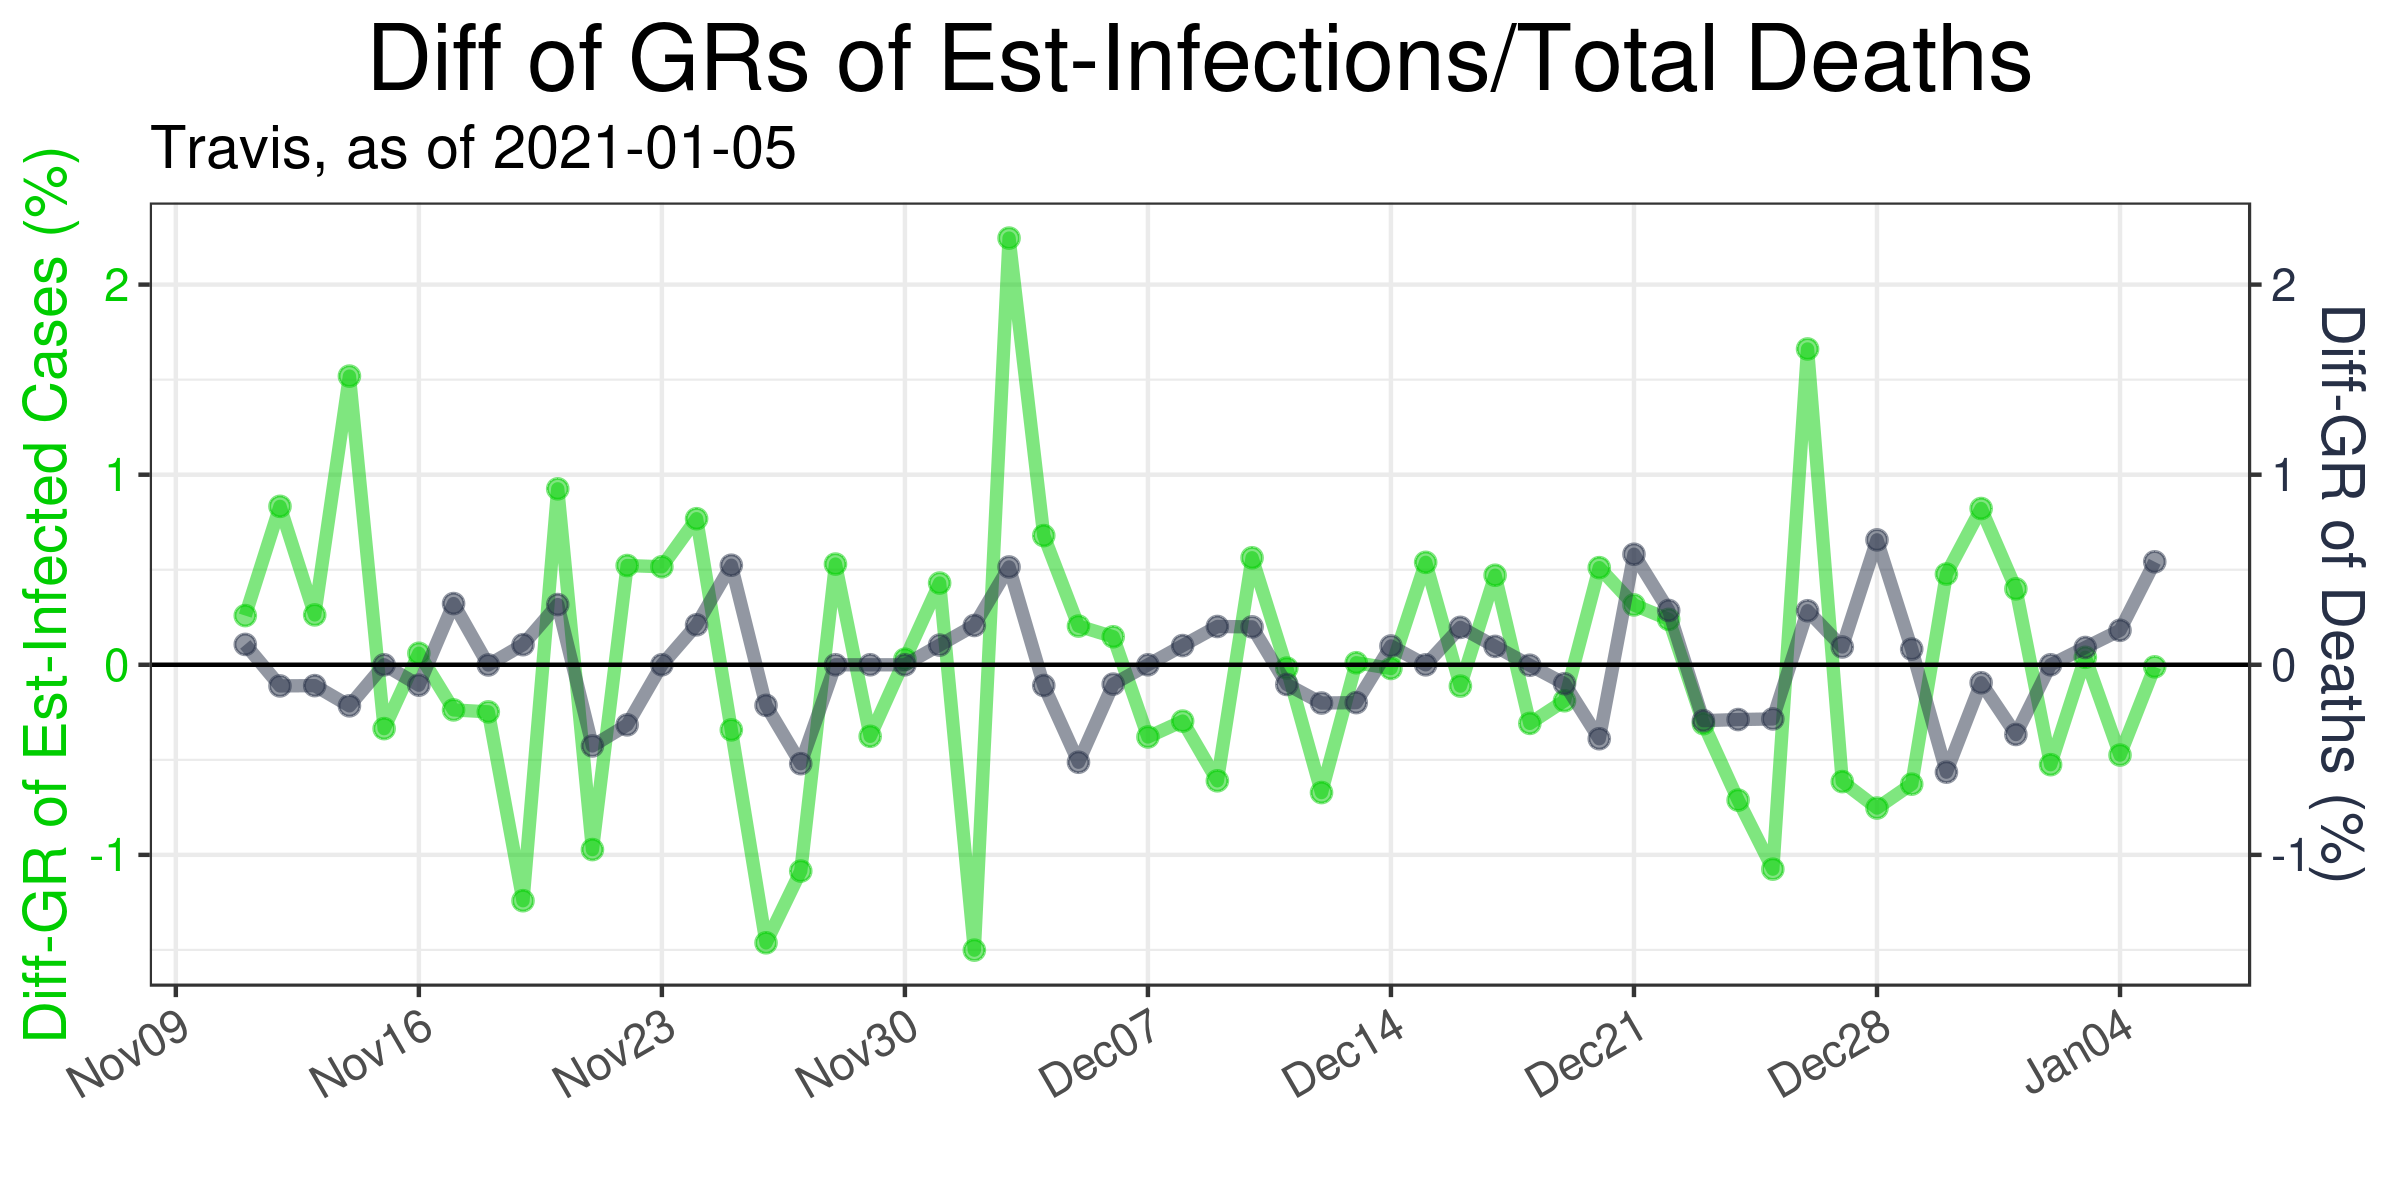 Diff of GRs of Est-Infections/Total Deaths
Travis, as of 2021-01-05
Diff-GR of Est-Infected Cases (%)
2
1
0
-1
2
1
0
-1
Diff-GR of Deaths (%)
Nov09
Nov16
Nov23
Nov30
Dec07
Dec14
Dec21
Dec28
Jan04